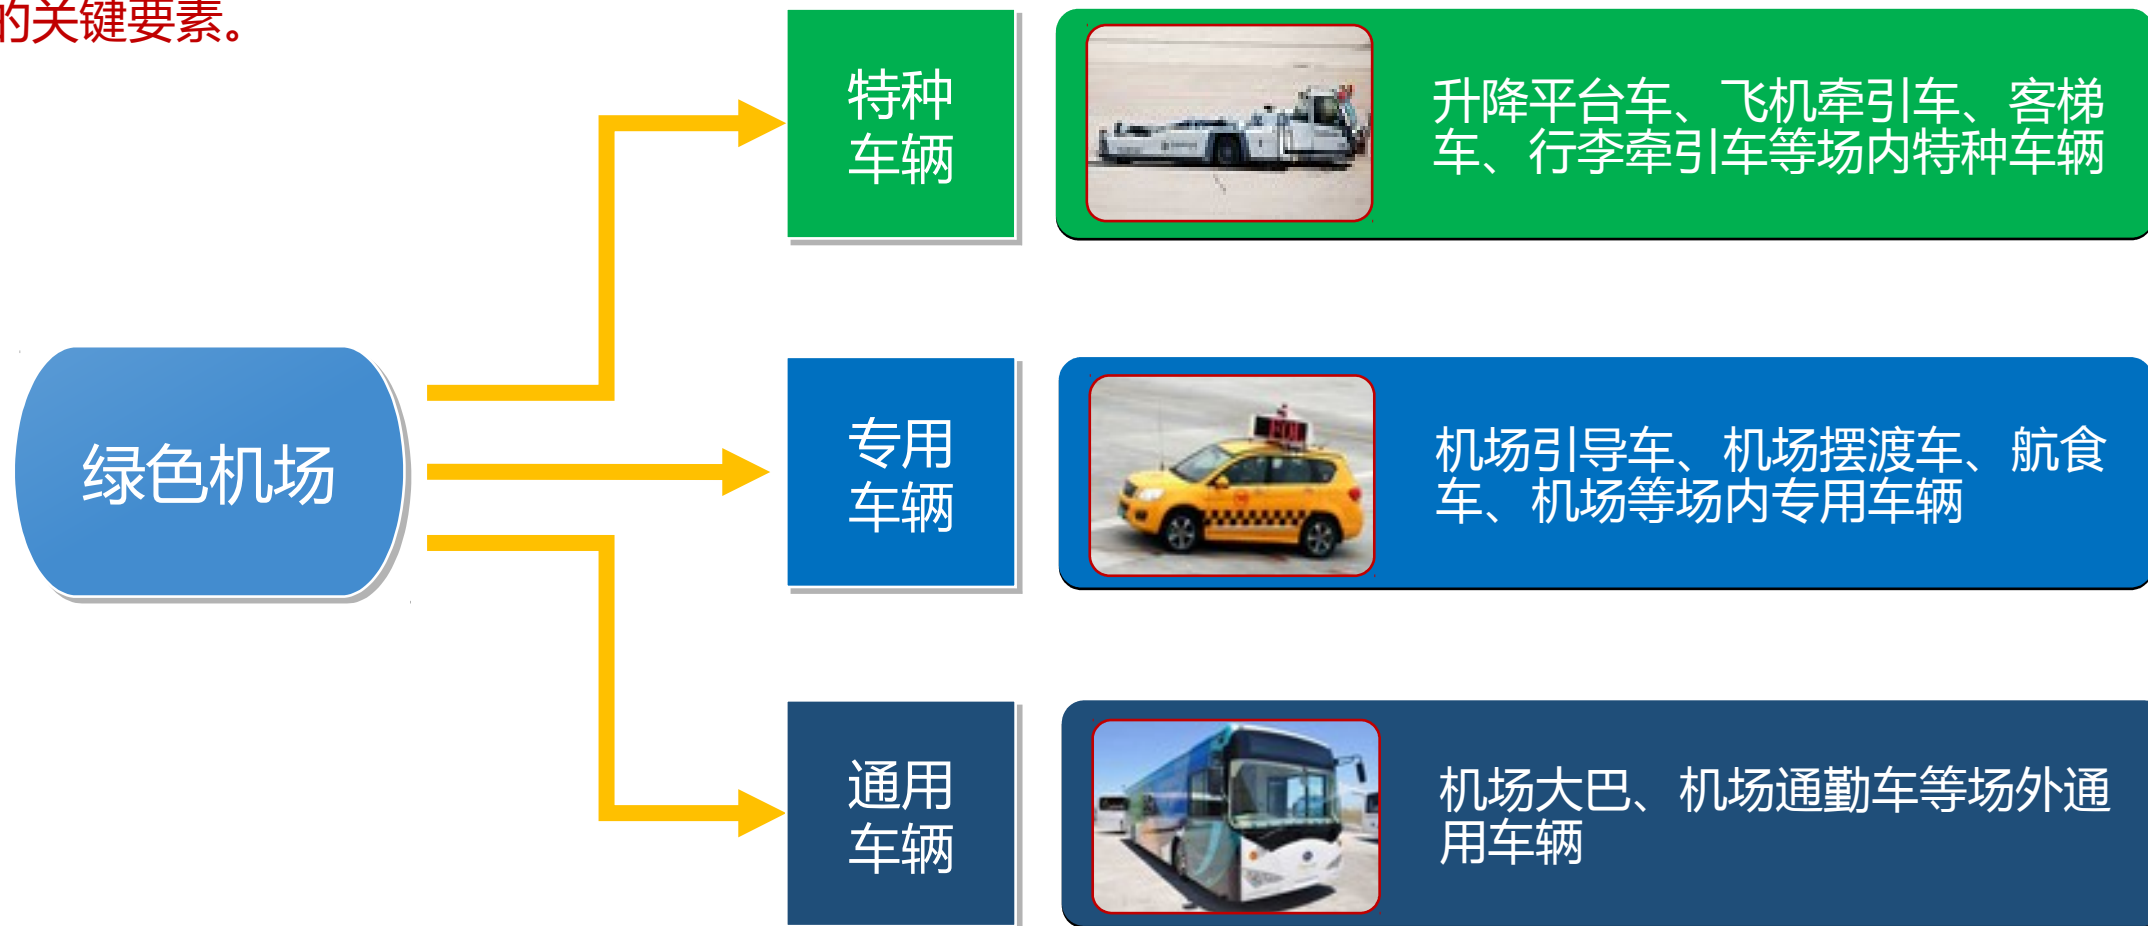 的关键要素。
特种
车辆
升降平台车、飞机牵引车、客梯
车、行李牵引车等场内特种车辆
绿色机场
专用
车辆
机场引导车、机场摆渡车、航食
车、机场等场内专用车辆
通用
车辆
机场大巴、机场通勤车等场外通
用车辆